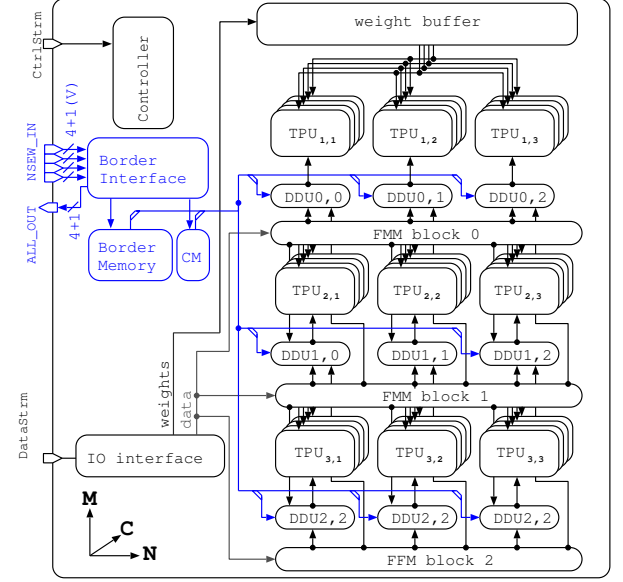 weight buffer
CtrlStrm
Controller
TPU1,1
TPU1,2
TPU1,3
NSEW_IN
4+1(V)
Border
Interface
ALL_OUT
4+1
Border
Memory
CM
DDU0,0
DDU0,1
DDU0,2
FMM block 0
TPU2,1
TPU2,2
TPU2,3
DDU1,0
DDU1,1
DDU1,2
weights
data
FMM block 1
DataStrm
IO interface
TPU3,1
TPU3,2
TPU3,3
M
C
N
DDU2,2
DDU2,2
DDU2,2
FFM block 2